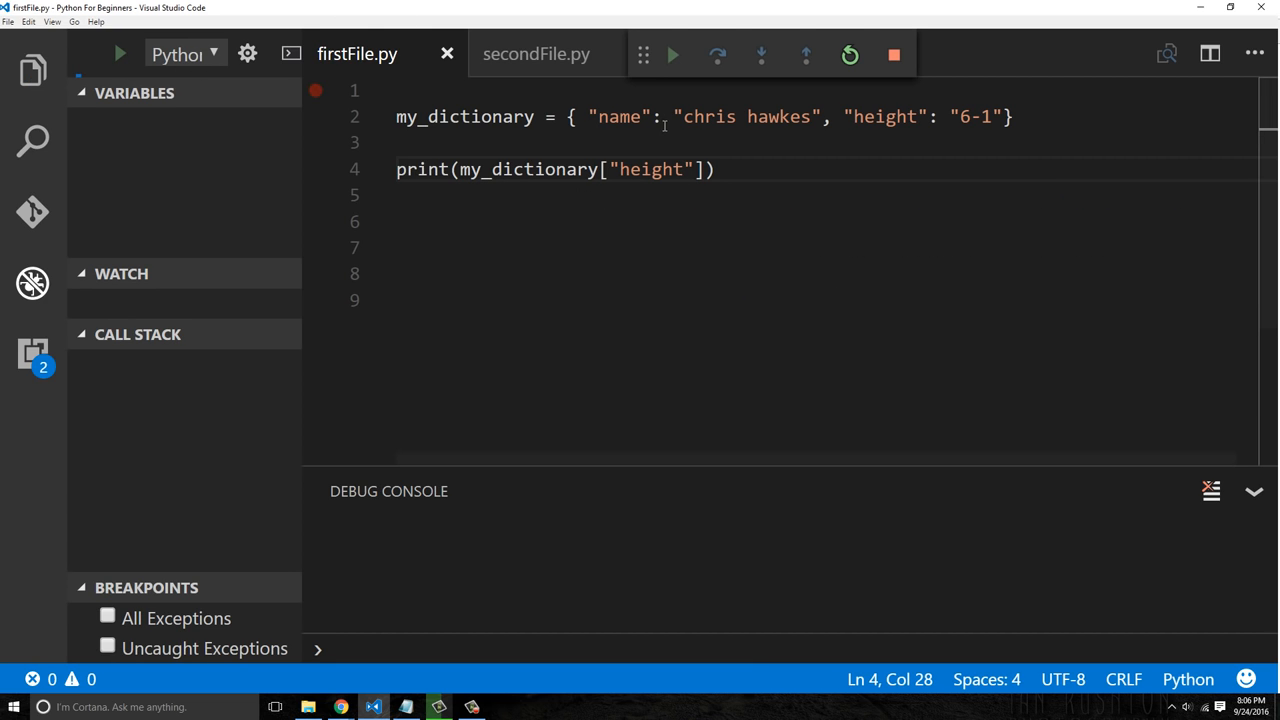 firstFile.py - Python For Beginners - Visual Studio Code
File Edit View Go Help
Pythor
firstFile.py
secondFile.py
VARIABLES
WATCH
CALL STACK
2
BREAKPOINTS
All Exceptions
Uncaught Exceptions
1
2 my_dictionary = { "name": "chris hawkes", "height": "6-1"}
3
4 print(my_dictionary["height"])
5
6
7
8
9
DEBUG CONSOLE
0 0
Ln 4, Col 28 Spaces: 4 UTF-8 CRLF Python
I'm Cortana. Ask me anything.
8:06 PM
9/24/2016